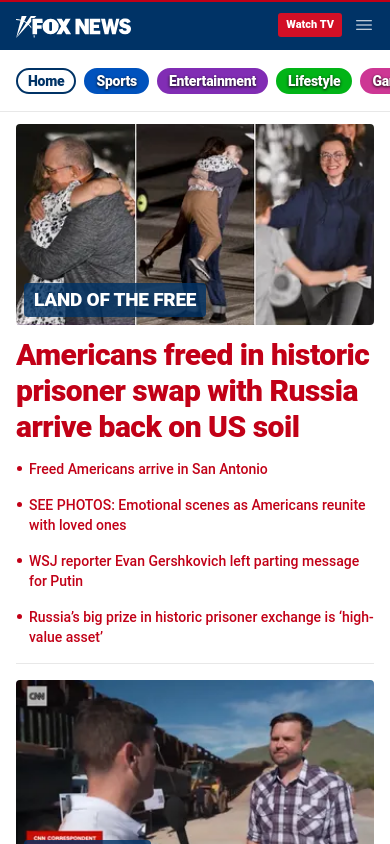 FOX NEWS
Watch TV
Home
Sports
Entertainment
Lifestyle
Ga
LAND OF THE FREE
Americans freed in historic
prisoner swap with Russia
arrive back on US soil
• Freed Americans arrive in San Antonio
• SEE PHOTOS: Emotional scenes as Americans reunite
with loved ones
• WSJ reporter Evan Gershkovich left parting message
for Putin
• Russia’s big prize in historic prisoner exchange is ‘high-
value asset’
CNN
CNN CORRESPONDENT